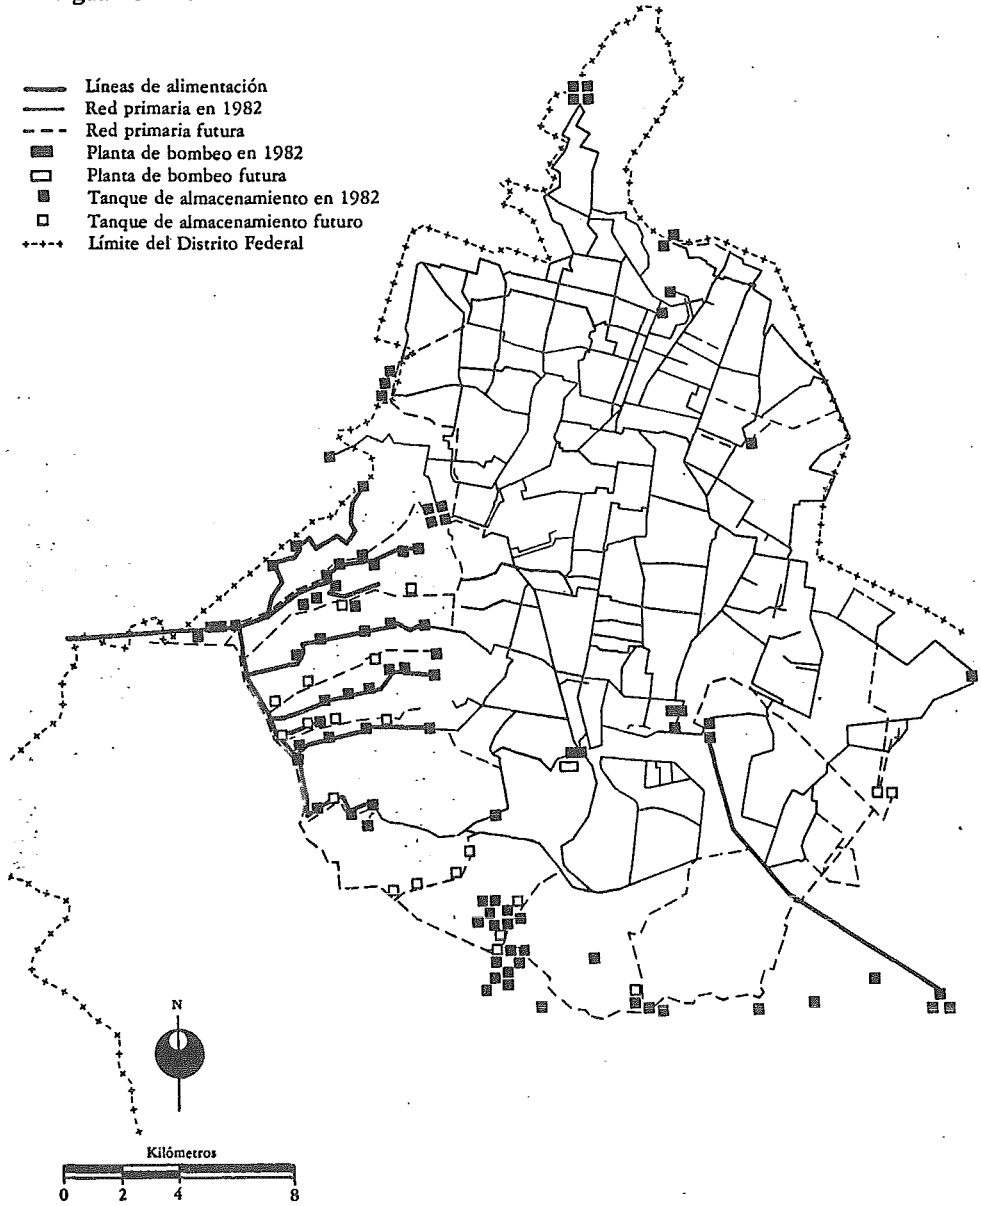 Líneas de alimentación
Red primaria en 1982
Red primaria futura
Planta de bombeo en 1982
Planta de bombeo futura
Tanque de almacenamiento en 1982
Tanque de almacenamiento futuro
Límite del Distrito Federal
N
Kilómetros
0 2 4 8